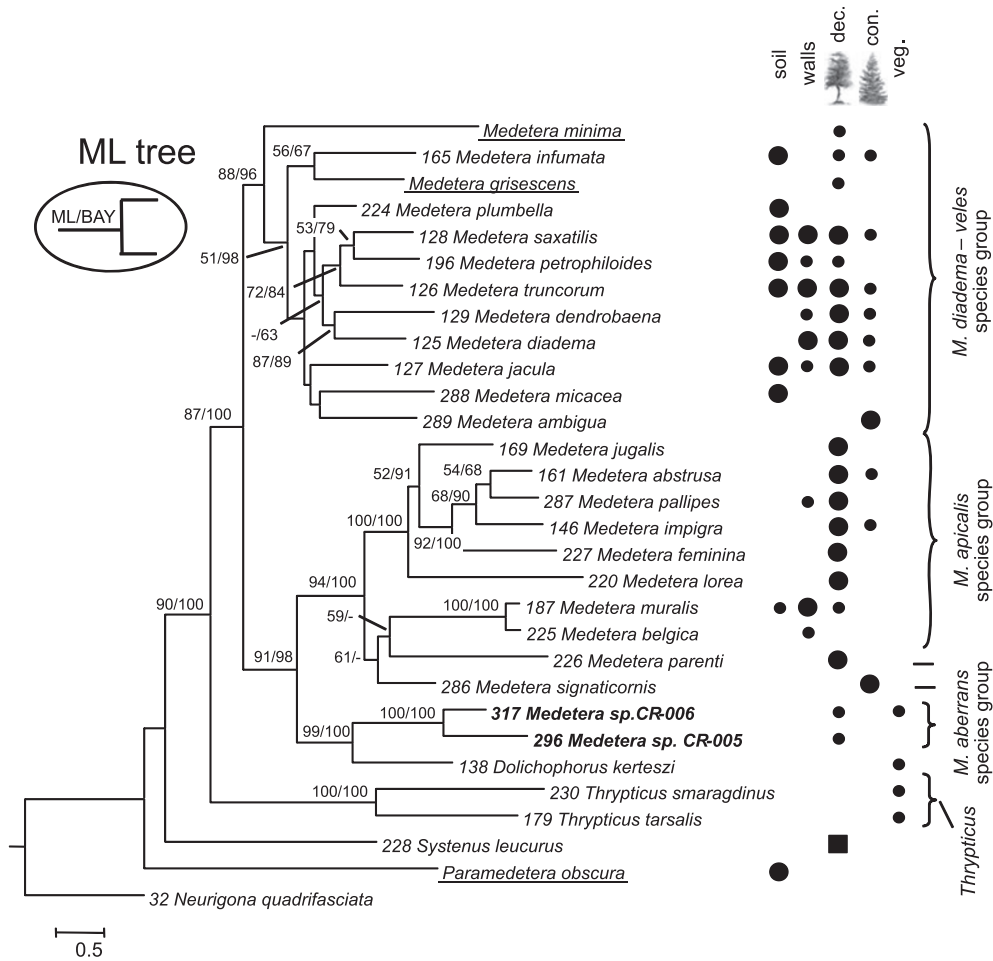 soil
walls
dec.
con.
veg.
ML tree
ML/BAY
Medetera minima
56/67
165 Medetera infumata
88/96
Medetera grisescens
224 Medetera plumbella
53/79
128 Medetera saxatilis
51/98
196 Medetera petrophiloides
72/84
126 Medetera truncorum
129 Medetera dendrobaena
-/63
125 Medetera diadema
87/89
127 Medetera jacula
288 Medetera micacea
87/100
289 Medetera ambigua
M. diadema – veles
species group
169 Medetera jugalis
52/91
54/68
161 Medetera abstrusa
68/90
287 Medetera pallipes
100/100
146 Medetera impigra
92/100
227 Medetera feminina
94/100
220 Medetera lorea
M. apicalis
species group
90/100
100/100
187 Medetera muralis
59/-
225 Medetera belgica
91/98
61/-
226 Medetera parenti
286 Medetera signaticornis
100/100
317 Medetera sp.CR-006
99/100
296 Medetera sp. CR-005
M. aberrans
species group
138 Dolichophorus kerteszi
100/100
230 Thrypticus smaragdinus
179 Thrypticus tarsalis
Thrypticus
228 Systenus leucurus
Paramedetera obscura
32 Neurigona quadrifasciata
0.5